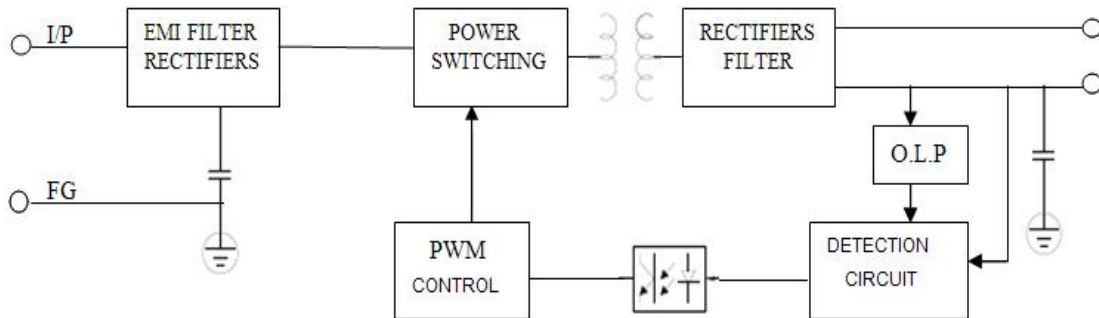 I/P
EMI FILTER
RECTIFIERS
POWER
SWITCHING
RECTIFIERS
FILTER
O.L.P
FG
PWM
CONTROL
DETECTION
CIRCUIT